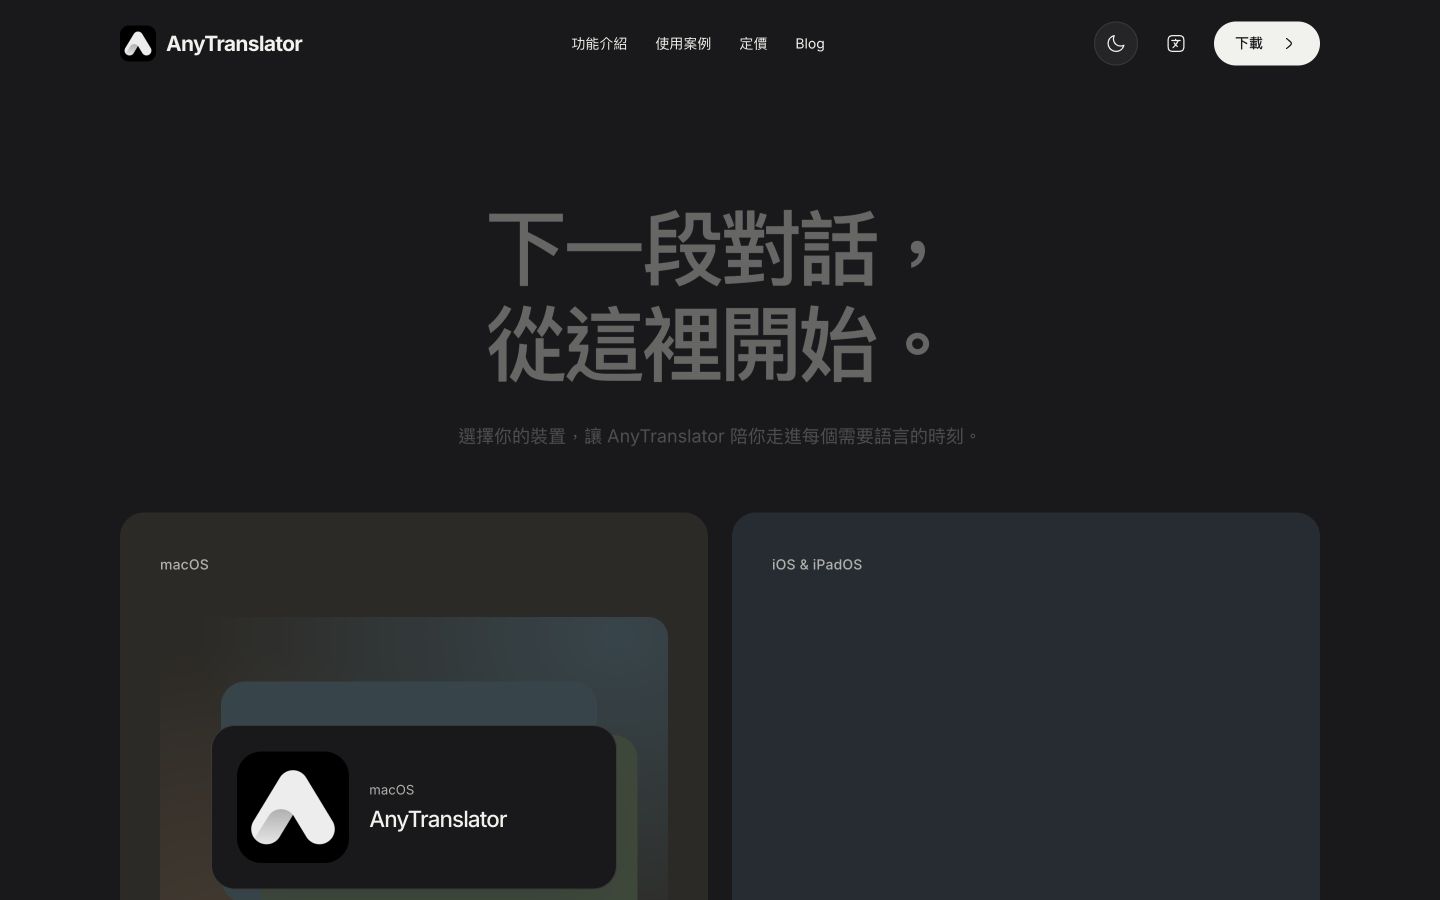 AnyTranslator
功能介紹
使用案例
定價
Blog
下載
下一段對話，
從這裡開始。
選擇你的裝置，讓 AnyTranslator 陪你走進每個需要語言的時刻。
macOS
iOS & iPadOS
macOS
AnyTranslator